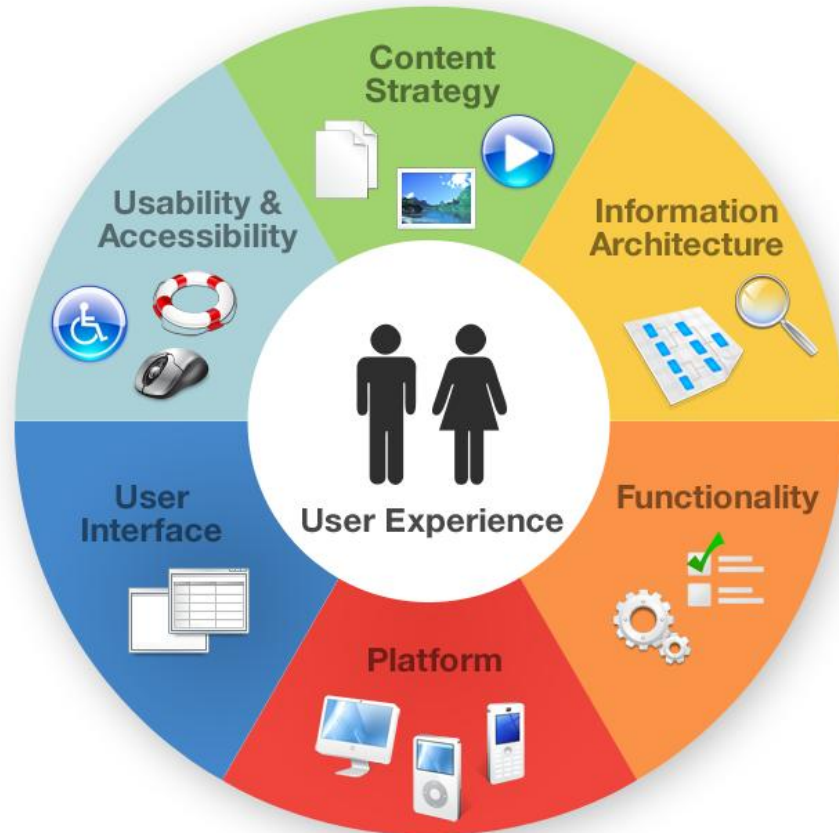 Content
Strategy
Information
Architecture
Functionality
Platform
User
Interface
Usability &
Accessibility
User Experience